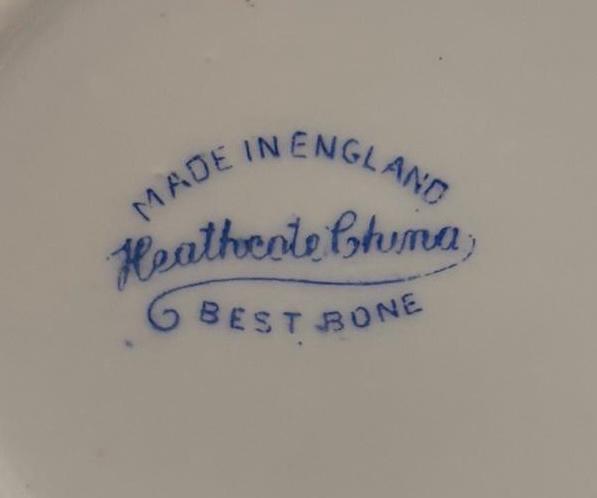 MADE IN ENGLAND
Heathcote China
BEST BONE